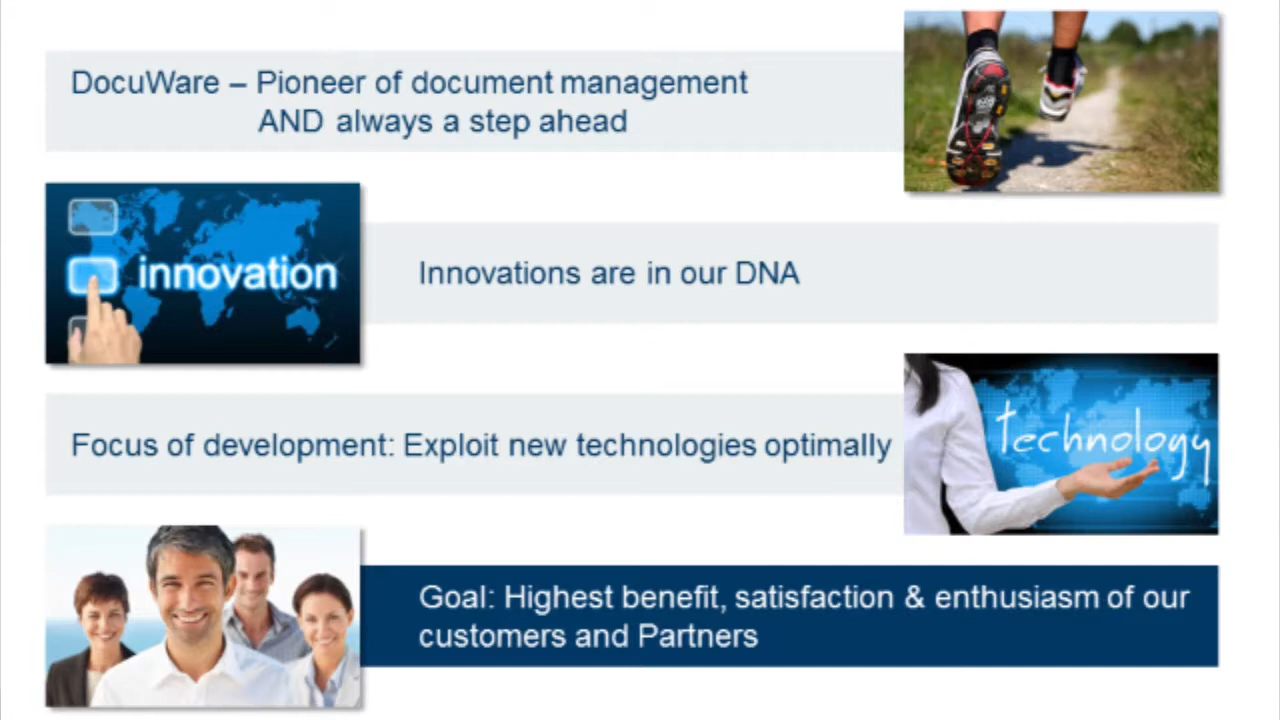 DocuWare – Pioneer of document management
AND always a step ahead
innovation
Innovations are in our DNA
Focus of development: Exploit new technologies optimally
technology
Goal: Highest benefit, satisfaction & enthusiasm of our
customers and Partners